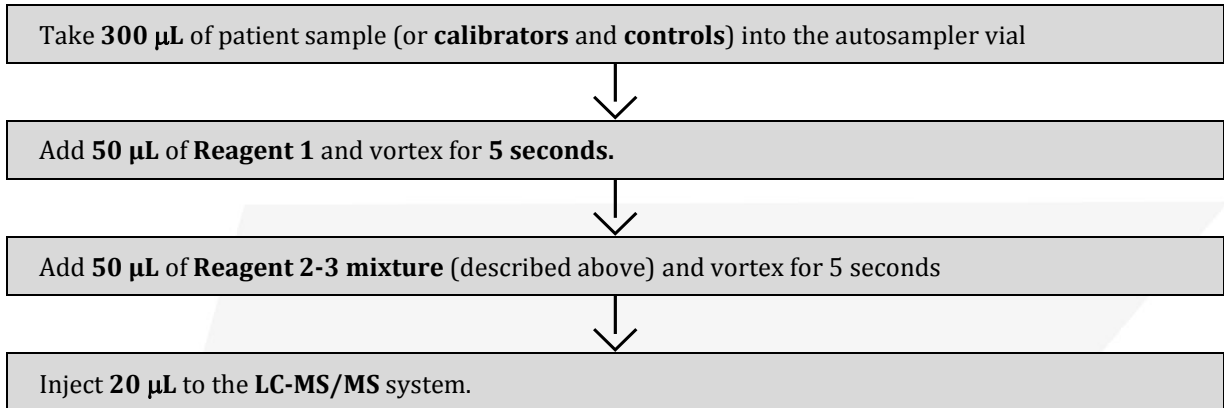 Take 300 µL of patient sample (or calibrators and controls) into the autosampler vial
Add 50 µL of Reagent 1 and vortex for 5 seconds.
Add 50 µL of Reagent 2-3 mixture (described above) and vortex for 5 seconds
Inject 20 µL to the LC-MS/MS system.